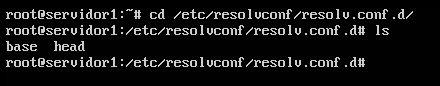 root@servidor1:~# cd /etc/resolvconf/resolv.conf.d/
root@servidor1:/etc/resolvconf/resolv.conf.d# ls
base  head
root@servidor1:/etc/resolvconf/resolv.conf.d#